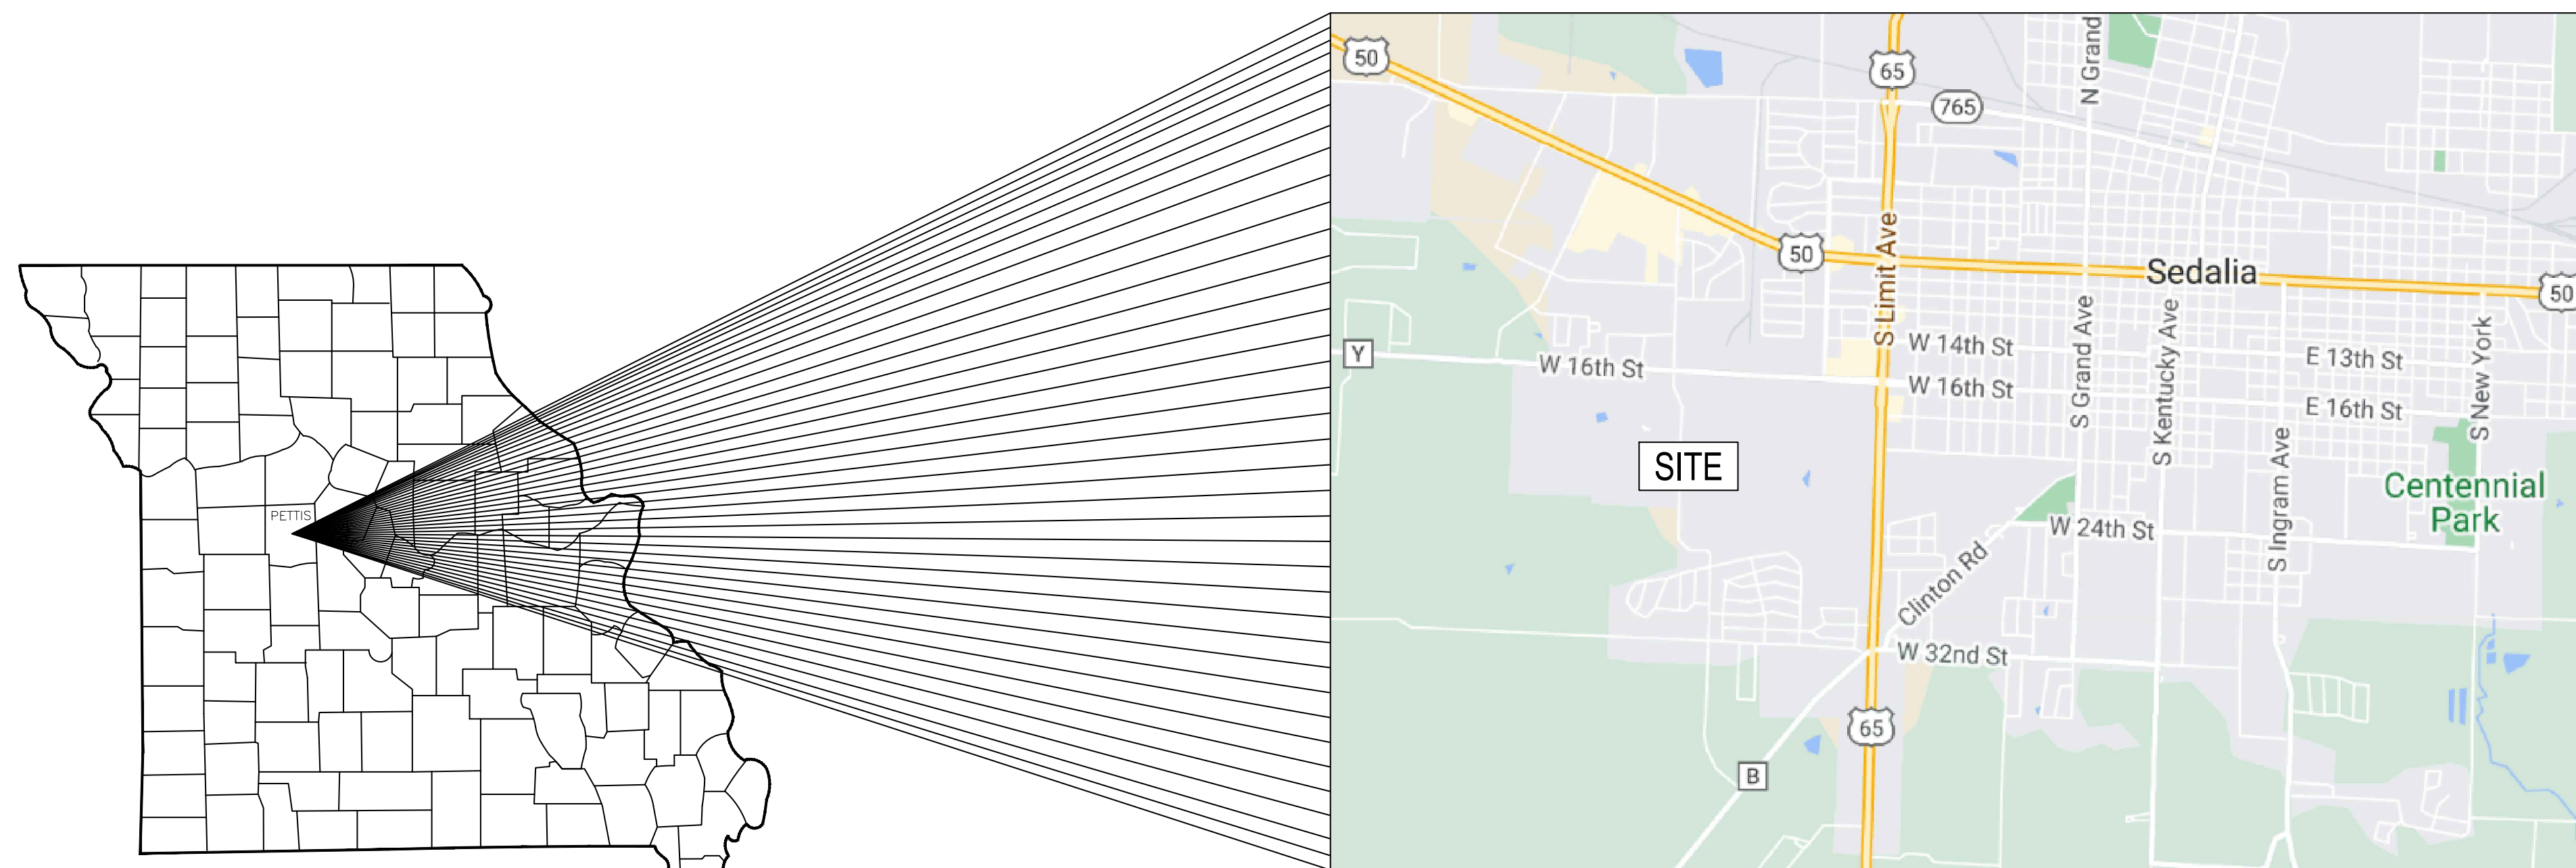 PETTIS
50
65
765
N Grand
S Limit Ave
50
Sedalia
50
Y
W 16th St
W 14th St
W 16th St
S Grand Ave
S Kentucky Ave
E 13th St
E 16th St
S New York
SITE
S Ingram Ave
Centennial
Park
W 24th St
Clinton Rd
W 32nd St
65
B